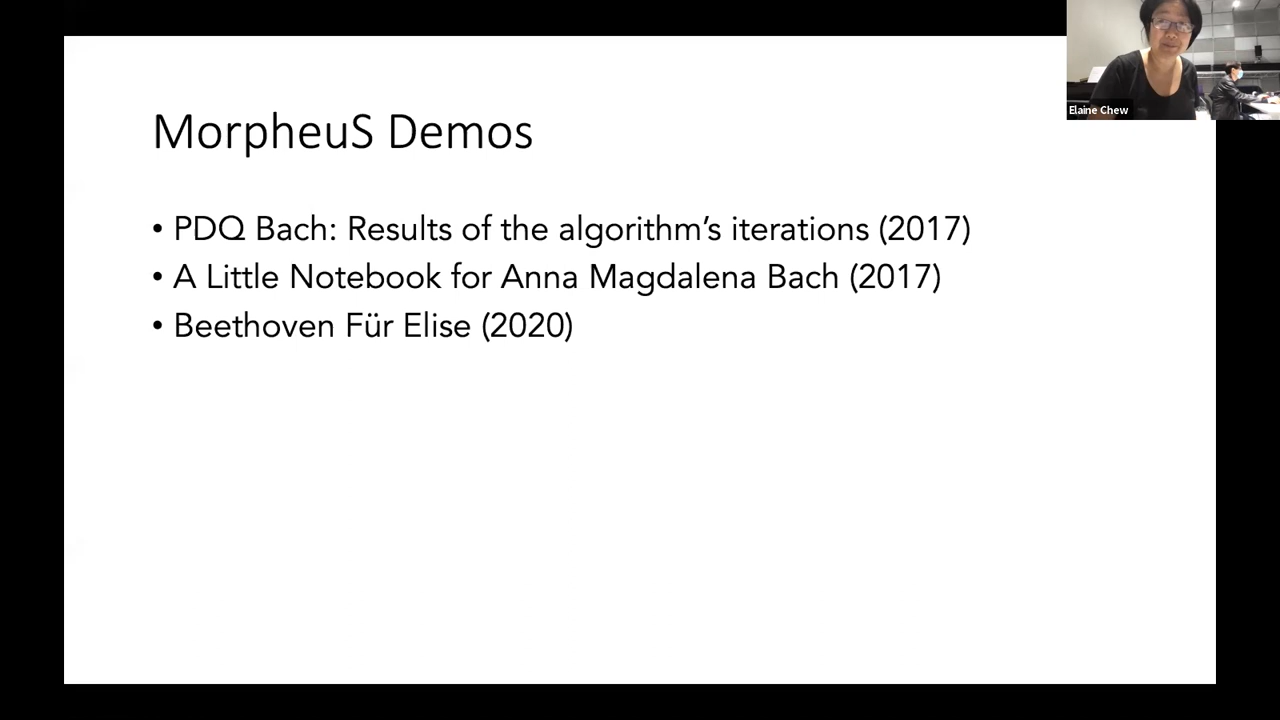 Elaine Chew
MorpheuS Demos
• PDQ Bach: Results of the algorithm’s iterations (2017)
• A Little Notebook for Anna Magdalena Bach (2017)
• Beethoven Für Elise (2020)